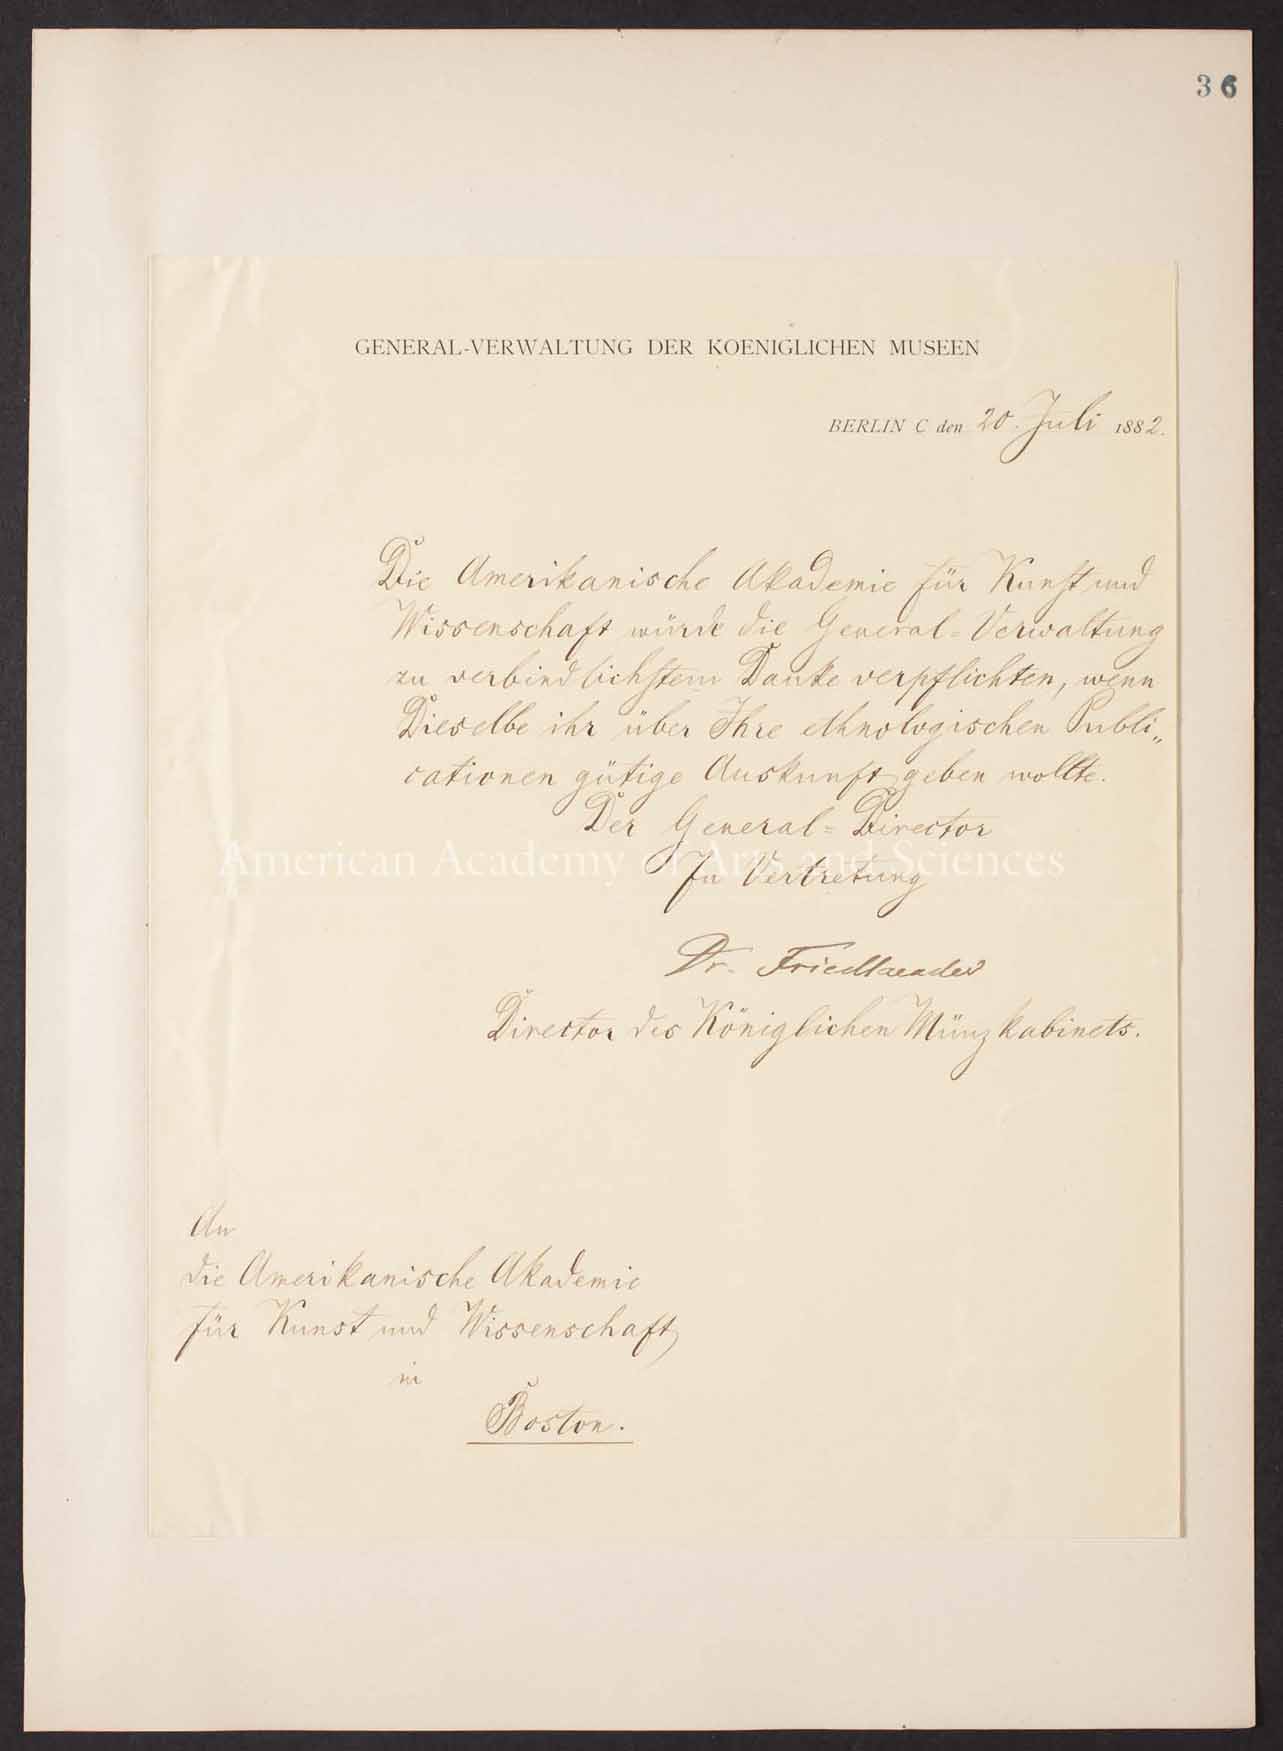 36
GENERAL-VERWALTUNG DER KOENIGLICHEN MUSEEN
BERLIN C den 20. Juli 1882.
Die Amerikanische Akademie für Kunst und
Wissenschaft würde die General-Verwaltung
zu verbindlichstem Danke verpflichten, wenn
Dieselbe ihr über Ihre ethnologischen Publi„
cationen gütige Auskunft geben wollte.
Der General-Director
In Vertretung
American Academy of Arts and Sciences
Dr. Friedlaender
Director des Königlichen Münzkabinets.
An
die Amerikanische Akademie
für Kunst und Wissenschaft
in
Boston.